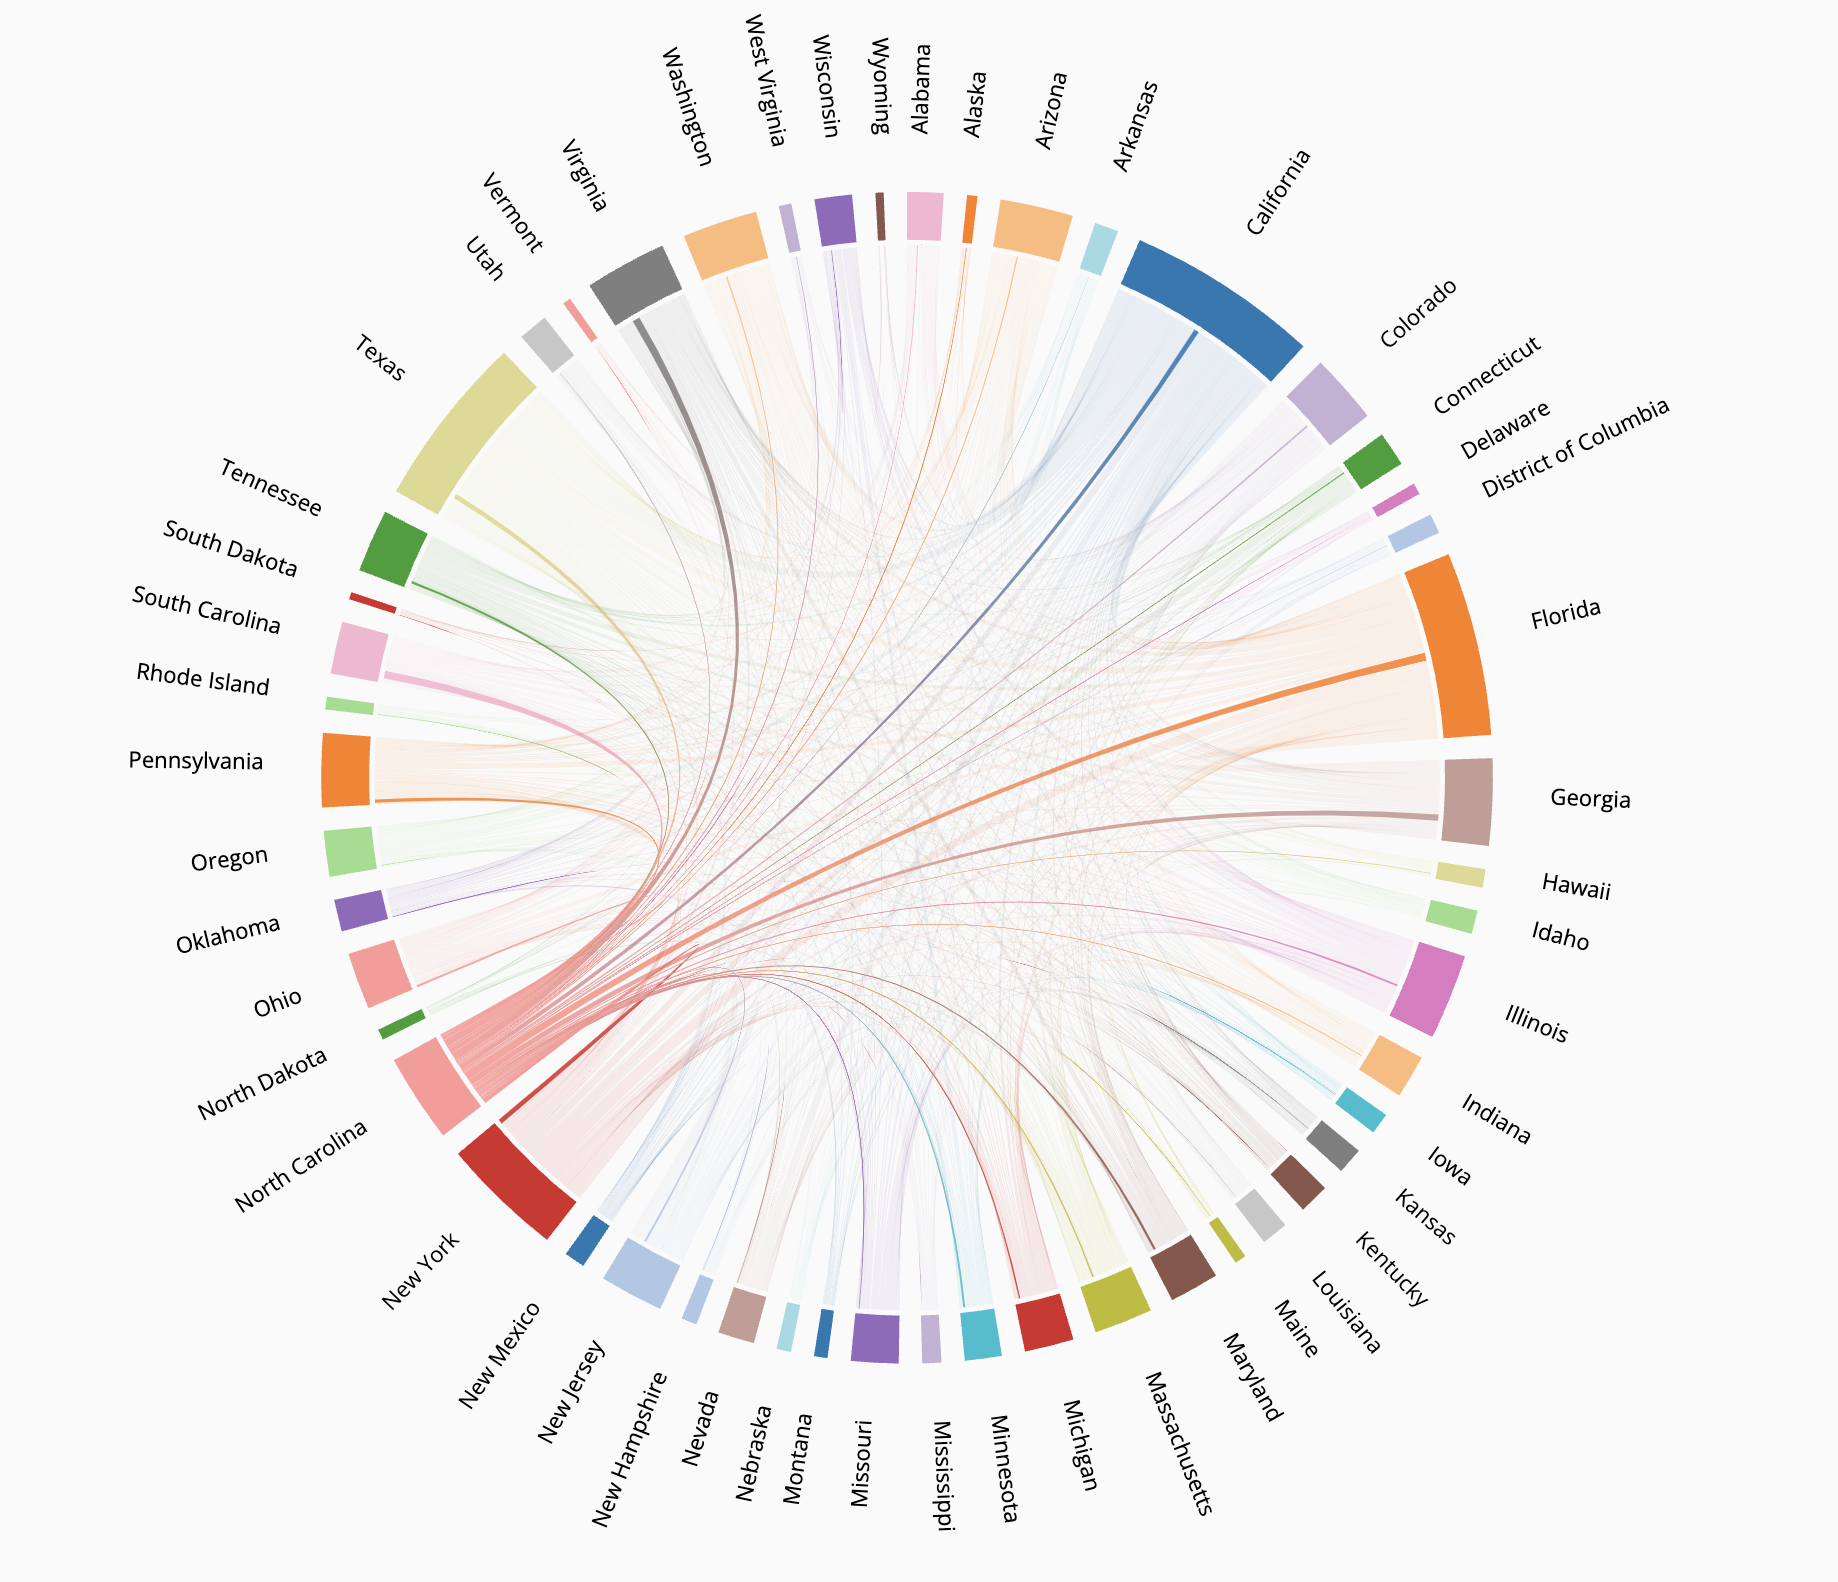 Alabama
Alaska
Arizona
Arkansas
California
Colorado
Connecticut
Delaware
District of Columbia
Florida
Georgia
Hawaii
Idaho
Illinois
Indiana
Iowa
Kansas
Kentucky
Louisiana
Maine
Maryland
Massachusetts
Michigan
Minnesota
Mississippi
Missouri
Montana
Nebraska
Nevada
New Hampshire
New Jersey
New Mexico
New York
North Carolina
North Dakota
Ohio
Oklahoma
Oregon
Pennsylvania
Rhode Island
South Carolina
South Dakota
Tennessee
Texas
Utah
Vermont
Virginia
Washington
West Virginia
Wisconsin
Wyoming